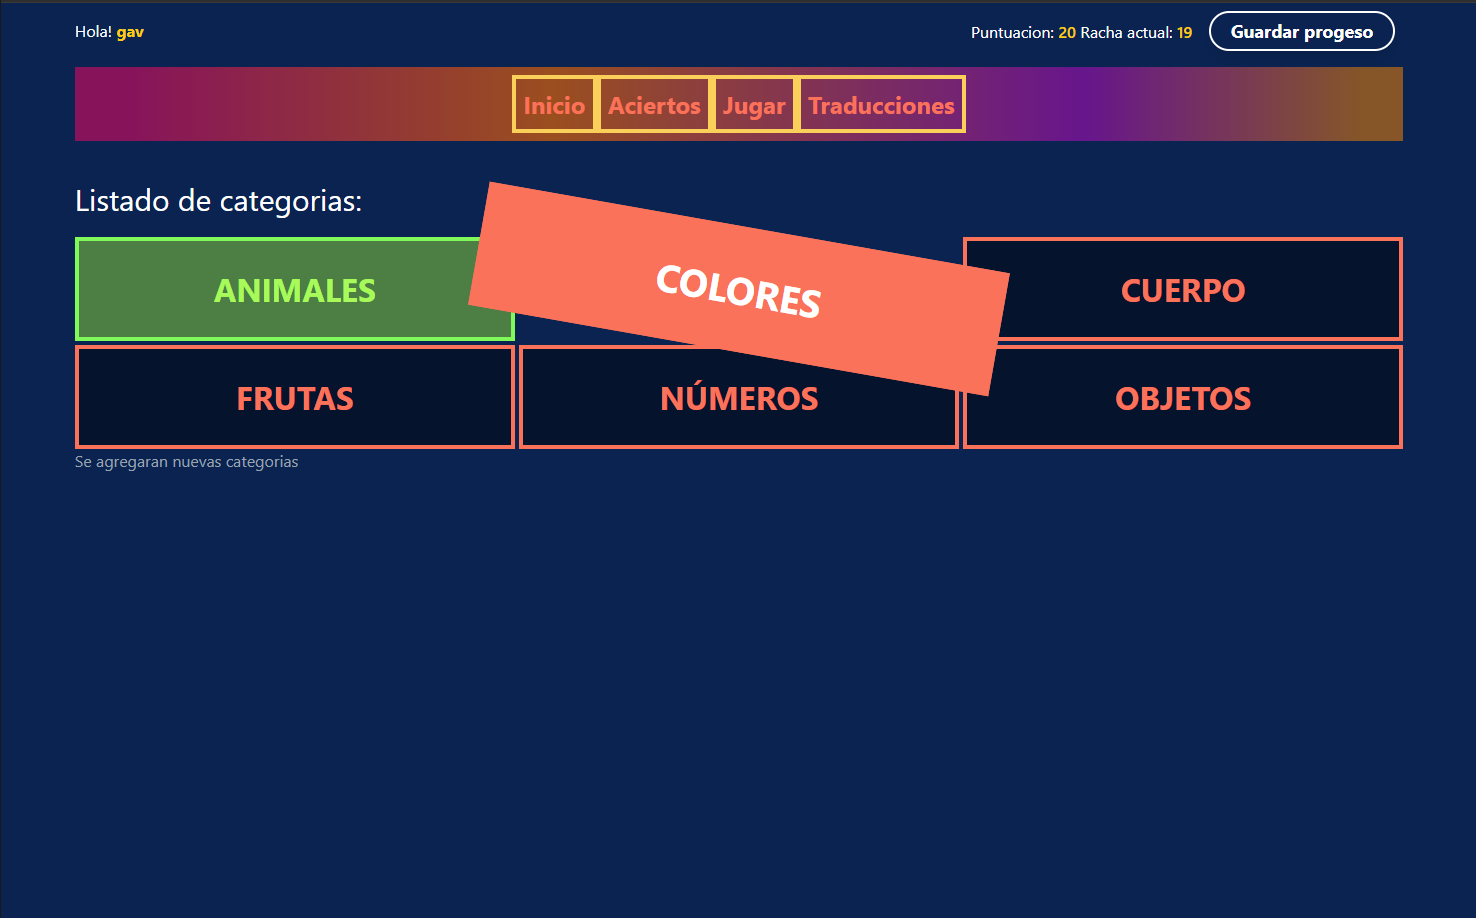 Hola! gav
Puntuacion: 20 Racha actual: 19
Guardar progeso
Inicio
Aciertos
Jugar
Traducciones
Listado de categorias:
ANIMALES
COLORES
CUERPO
FRUTAS
NÚMEROS
OBJETOS
Se agregaran nuevas categorias